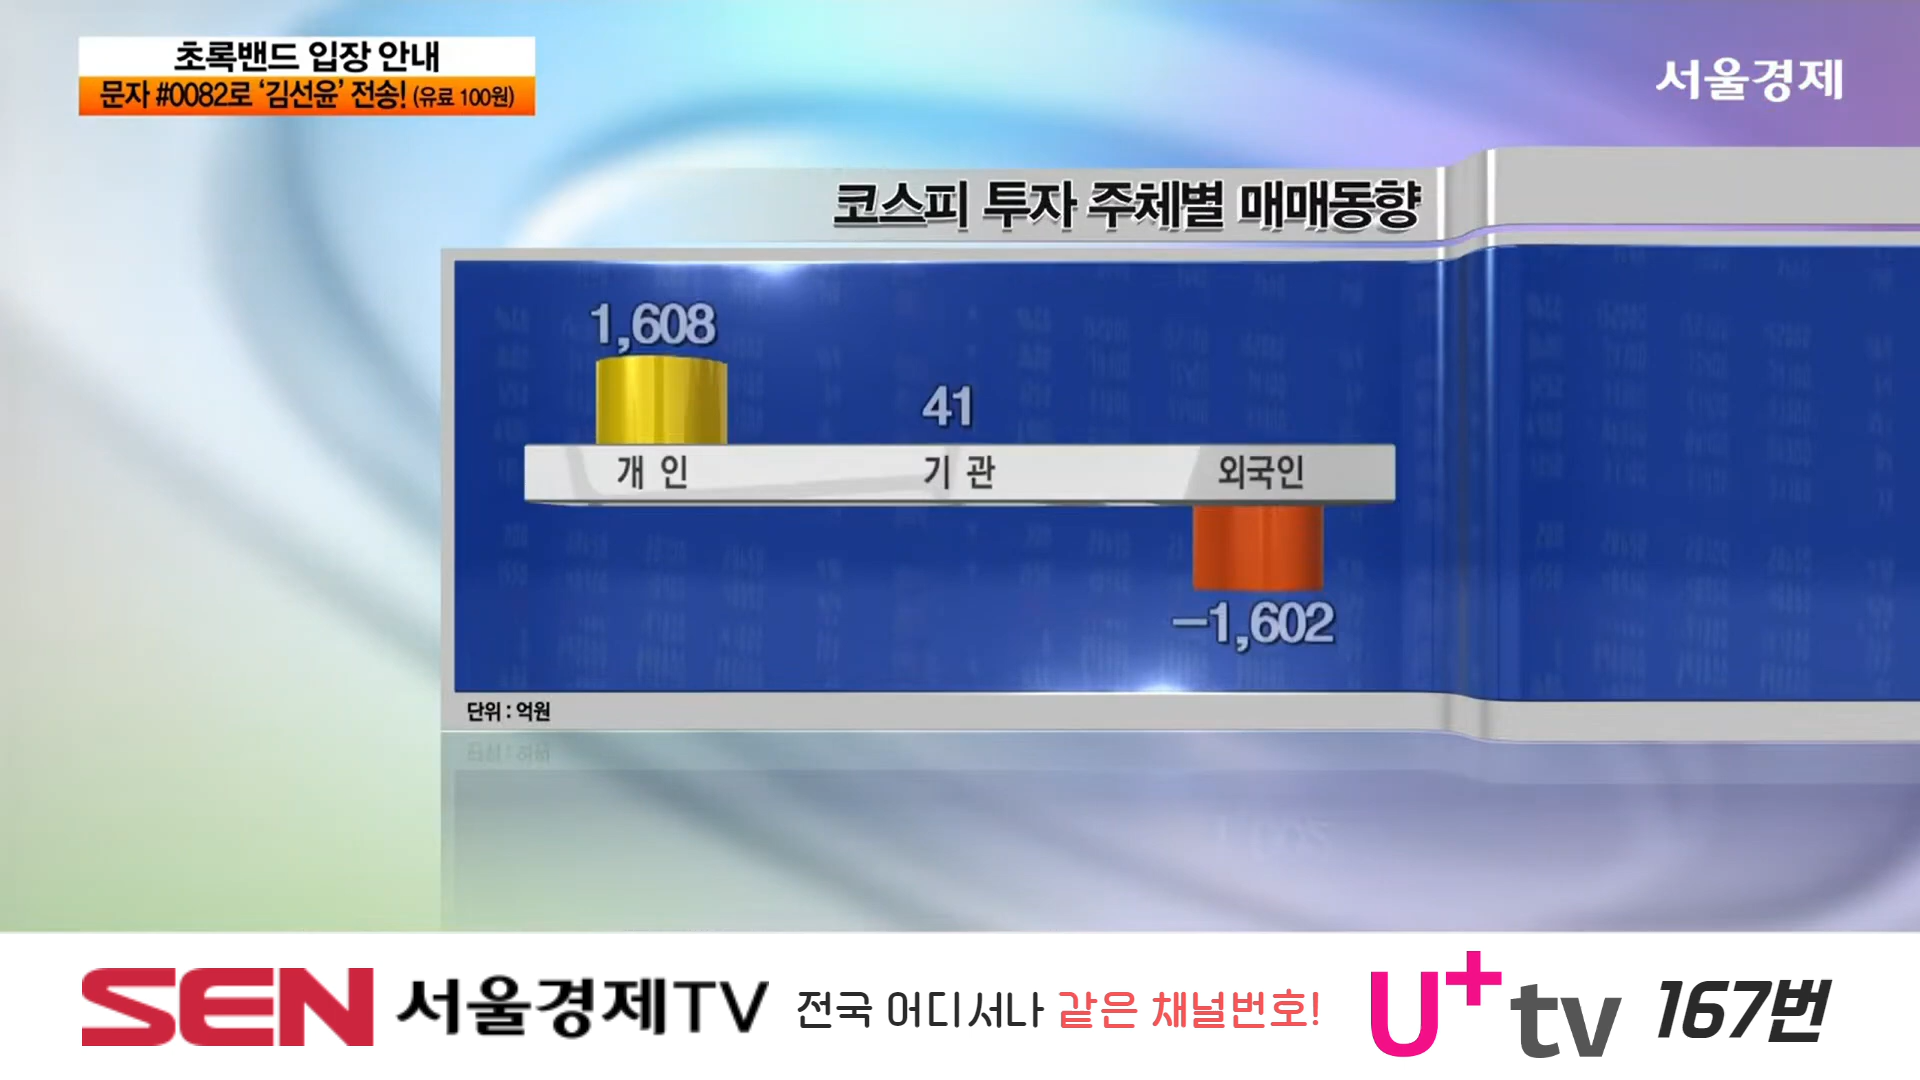 초록밴드 입장 안내
문자 #0082로 ‘김선윤’ 전송! (유료 100원)
서울경제
코스피 투자 주체별 매매동향
1,608
41
개 인
기 관
외국인
-1,602
단위 : 억원
SEN 서울경제TV 전국 어디서나 같은 채널번호! U+tv 167번